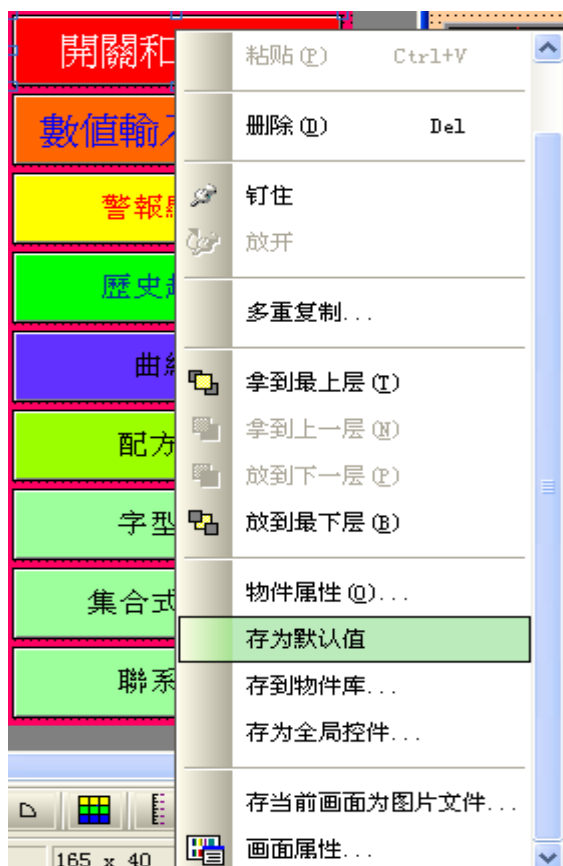 開關和
數值輸入
警報
歷史
曲
配方
字型
集合式
聯系
粘贴(P) Ctrl+V
删除(D) Del
钉住
放开
多重复制...
拿到最上层(T)
拿到上一层(N)
放到下一层(P)
放到最下层(B)
物件属性(O)...
存为默认值
存到物件库...
存为全局控件...
存当前画面为图片文件...
画面属性...
165 x 40